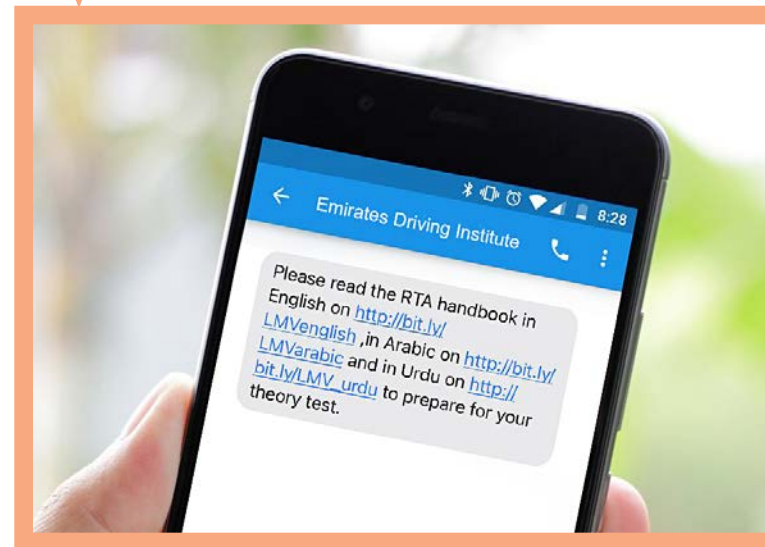 8:28
Emirates Driving Institute
Please read the RTA handbook in
English on http://bit.ly/
LMVenglish ,in Arabic on http://bit.ly/
LMVarabic and in Urdu on http://
bit.ly/LMV_urdu to prepare for your
theory test.